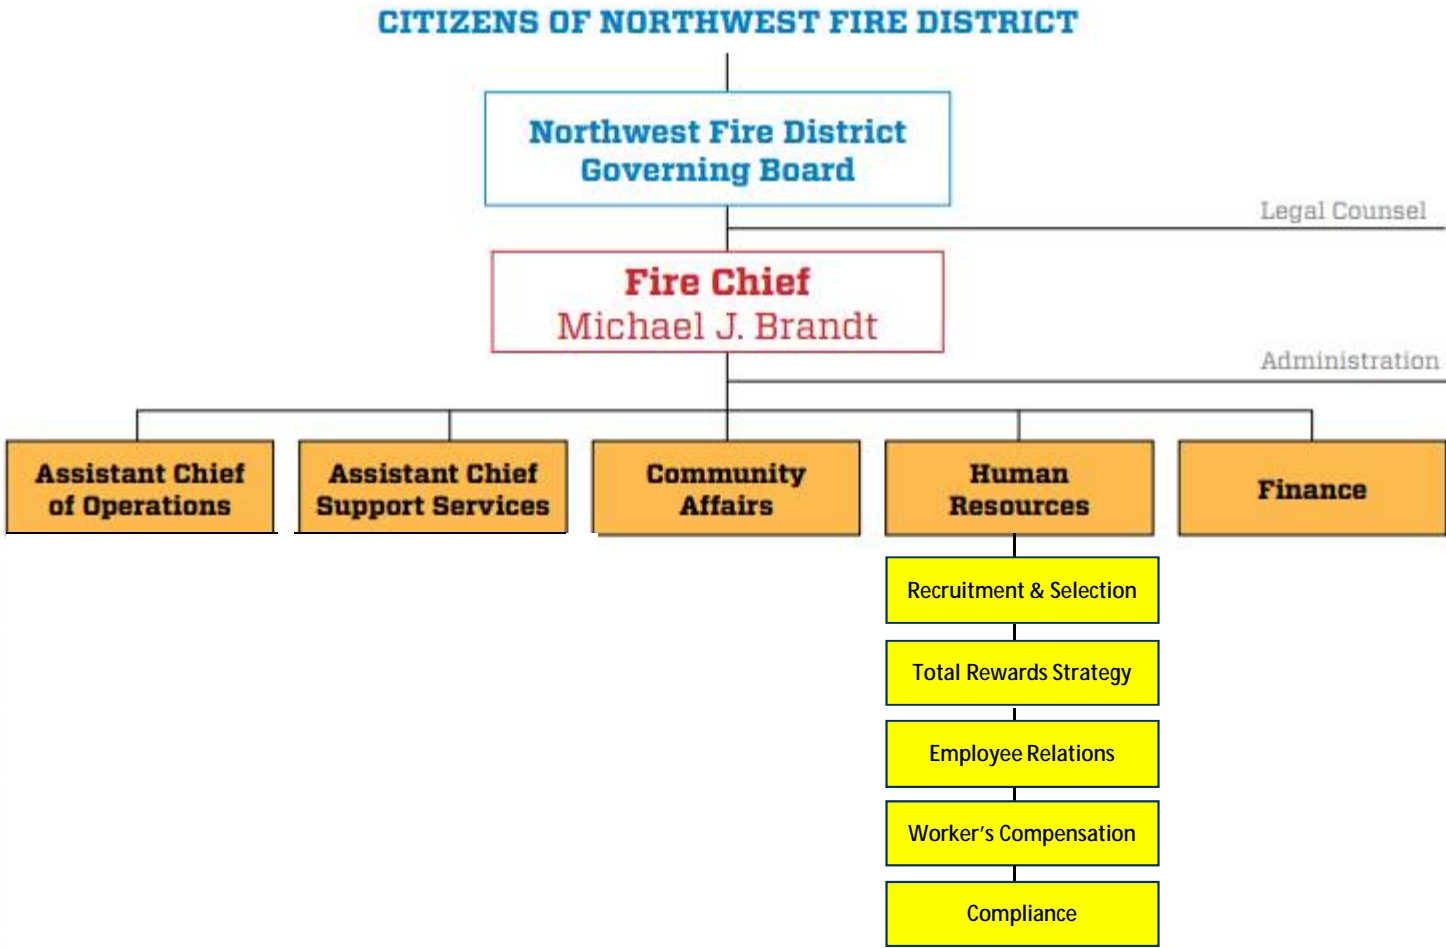 CITIZENS OF NORTHWEST FIRE DISTRICT
Northwest Fire District
Governing Board
Legal Counsel
Fire Chief
Michael J. Brandt
Administration
Assistant Chief
of Operations
Assistant Chief
Support Services
Community
Affairs
Human
Resources
Finance
Recruitment & Selection
Total Rewards Strategy
Employee Relations
Worker's Compensation
Compliance